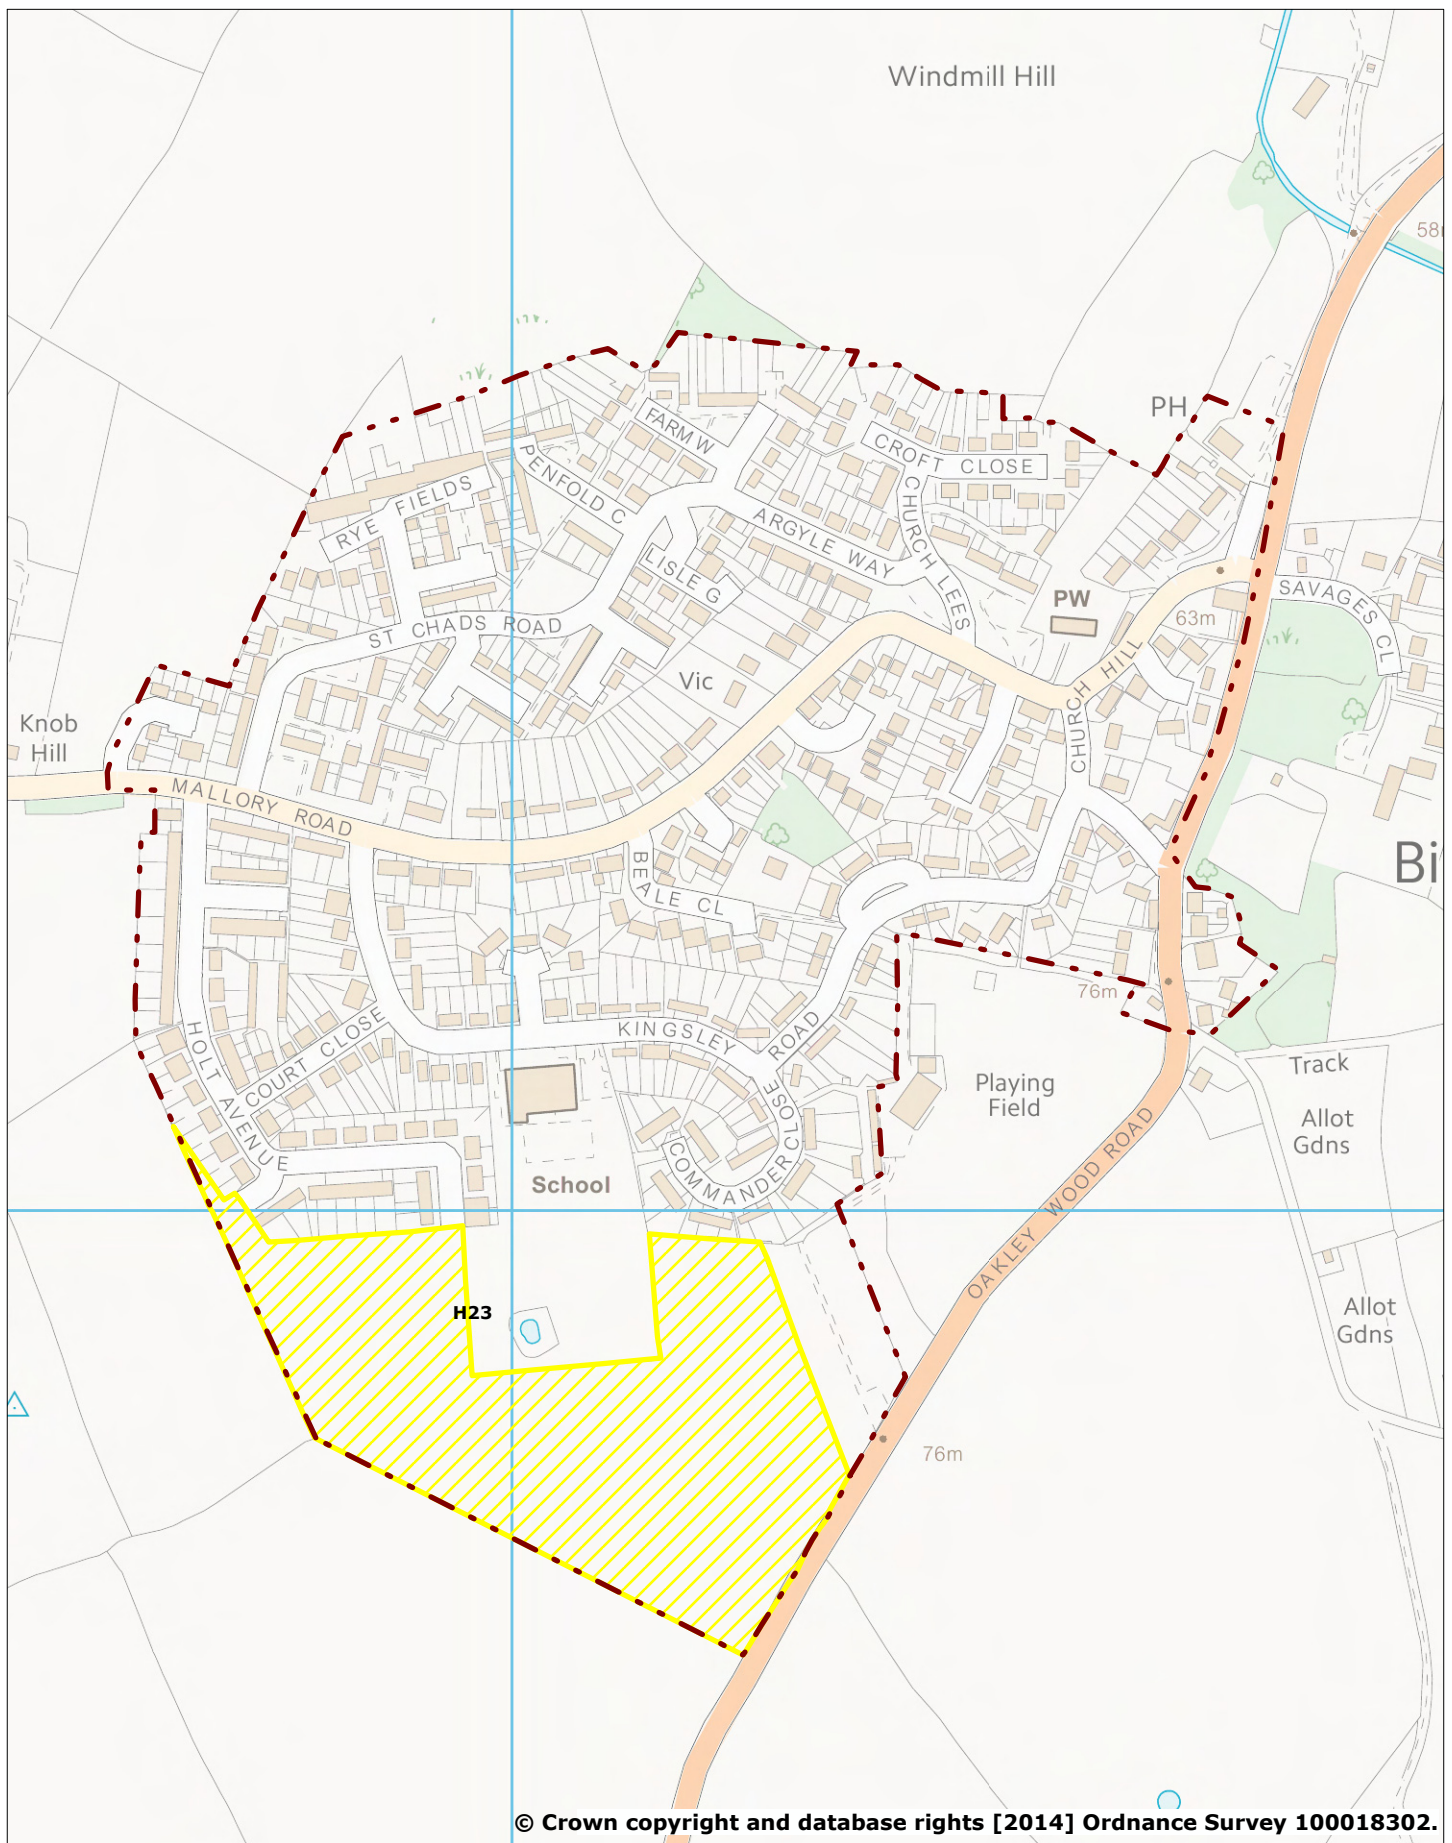 Windmill Hill
58m
PH
FARM W
CROFT CLOSE
PENFOLD C
RYE FIELDS
ARGYLE WAY
CHURCH LEES
LISLE G
SAVAGES CL
PW
63m
ST CHADS ROAD
CHURCH HILL
Vic
Knob
Hill
MALLORY ROAD
Bi
BEALE CL
76m
KINGSLEY
ROAD
HOLT AVENUE
COURT CLOSE
Playing
Field
Track
Allot
Gdns
COMMANDER CLOSE
School
OAKLEY WOOD ROAD
H23
Allot
Gdns
76m
© Crown copyright and database rights [2014] Ordnance Survey 100018302.